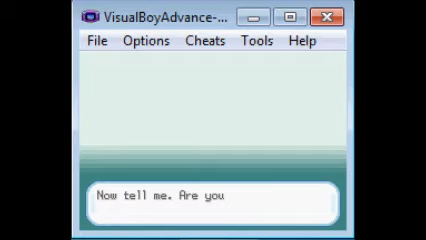 VisualBoyAdvance-...
File Options Cheats Tools Help
Now tell me. Are you